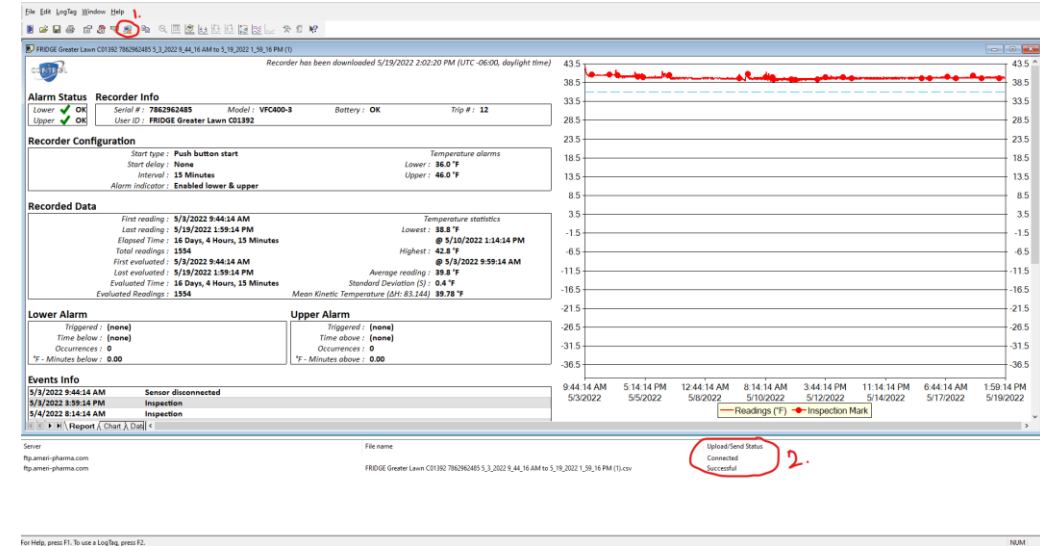 File Edit LogTag Window Help
1.
FRIDGE Greater Lawn C01392 7862962485 5_3_2022 9_44_16 AM to 5_19_2022 1_59_16 PM (1)
Recorder has been downloaded 5/19/2022 2:02:20 PM (UTC -06:00, daylight time)
CONTROL
Alarm Status Recorder Info
Lower OK Serial #: 7862962485 Model: VFC400-3 Battery: OK Trip #: 12
Upper OK User ID: FRIDGE Greater Lawn C01392
Recorder Configuration
Start type: Push button start Temperature alarms
Start delay: None Lower: 36.0 °F
Interval: 15 Minutes Upper: 46.0 °F
Alarm indicator: Enabled lower & upper
Recorded Data
First reading: 5/3/2022 9:44:14 AM Temperature statistics
Last reading: 5/19/2022 1:59:14 PM Lowest: 38.8 °F
Elapsed Time: 16 Days, 4 Hours, 15 Minutes @ 5/10/2022 1:14:14 PM
Total readings: 1554 Highest: 42.8 °F
First evaluated: 5/3/2022 9:44:14 AM @ 5/3/2022 9:59:14 AM
Last evaluated: 5/19/2022 1:59:14 PM Average reading: 39.8 °F
Evaluated Time: 16 Days, 4 Hours, 15 Minutes Standard Deviation (S): 0.4 °F
Evaluated Readings: 1554 Mean Kinetic Temperature (ΔH: 83.144) 39.78 °F
Lower Alarm Upper Alarm
Triggered: (none) Triggered: (none)
Time below: (none) Time above: (none)
Occurrences: 0 Occurrences: 0
°F - Minutes below: 0.00 °F - Minutes above: 0.00
Events Info
5/3/2022 9:44:14 AM Sensor disconnected
5/3/2022 3:59:14 PM Inspection
5/4/2022 8:14:14 AM Inspection
Report Chart Data
43.5 43.5
38.5 38.5
33.5 33.5
28.5 28.5
23.5 23.5
18.5 18.5
13.5 13.5
8.5 8.5
3.5 3.5
-1.5 -1.5
-6.5 -6.5
-11.5 -11.5
-16.5 -16.5
-21.5 -21.5
-26.5 -26.5
-31.5 -31.5
-36.5 -36.5
9:44:14 AM 5:14:14 PM 12:44:14 AM 8:14:14 AM 3:44:14 PM 11:14:14 PM 6:44:14 AM 1:59:14 PM
5/3/2022 5/5/2022 5/8/2022 5/10/2022 5/12/2022 5/14/2022 5/17/2022 5/19/2022
Readings (°F) Inspection Mark
Server File name Upload/Send Status
ftp.ameri-pharma.com Connected
ftp.ameri-pharma.com FRIDGE Greater Lawn C01392 7862962485 5_3_2022 9_44_16 AM to 5_19_2022 1_59_16 PM (1).csv Successful
2.
For Help, press F1. To use a LogTag, press F2. NUM